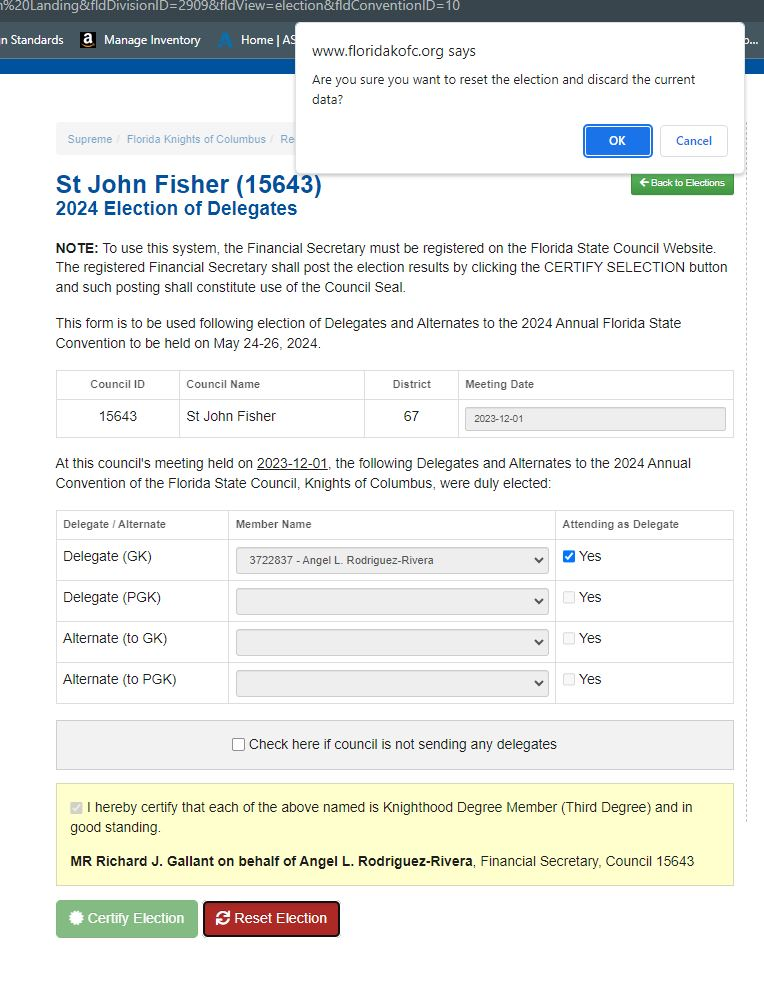 n%20Landing&fldDivisionID=2909&fldView=election&fldConventionID=10
n Standards
Manage Inventory
Home | AS
www.floridakofc.org says
Are you sure you want to reset the election and discard the current
data?
OK
Cancel
Supreme / Florida Knights of Columbus / Re
St John Fisher (15643)
Back to Elections
2024 Election of Delegates
NOTE: To use this system, the Financial Secretary must be registered on the Florida State Council Website.
The registered Financial Secretary shall post the election results by clicking the CERTIFY SELECTION button
and such posting shall constitute use of the Council Seal.
This form is to be used following election of Delegates and Alternates to the 2024 Annual Florida State
Convention to be held on May 24-26, 2024.
Council ID Council Name District Meeting Date
15643 St John Fisher 67 2023-12-01
At this council's meeting held on 2023-12-01, the following Delegates and Alternates to the 2024 Annual
Convention of the Florida State Council, Knights of Columbus, were duly elected:
Delegate / Alternate Member Name Attending as Delegate
Delegate (GK) 3722837 - Angel L. Rodriguez-Rivera Yes
Delegate (PGK) Yes
Alternate (to GK) Yes
Alternate (to PGK) Yes
Check here if council is not sending any delegates
I hereby certify that each of the above named is Knighthood Degree Member (Third Degree) and in
good standing.
MR Richard J. Gallant on behalf of Angel L. Rodriguez-Rivera, Financial Secretary, Council 15643
Certify Election
Reset Election